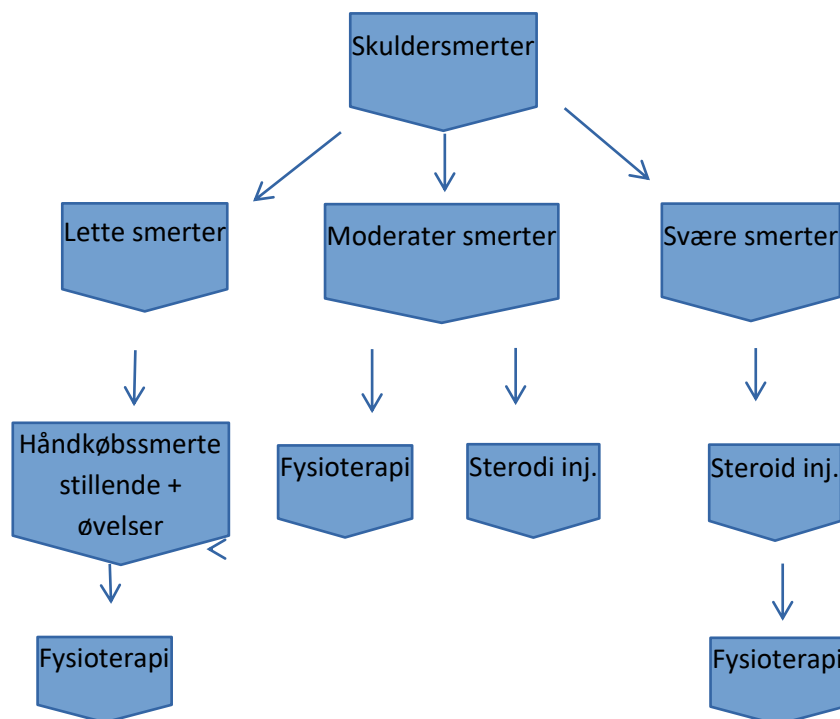 Skuldersmerter
Lette smerter
Moderater smerter
Svære smerter
Håndkøbssmerte
stillende +
øvelser
Fysioterapi
Sterodi inj.
Steroid inj.
Fysioterapi
Fysioterapi